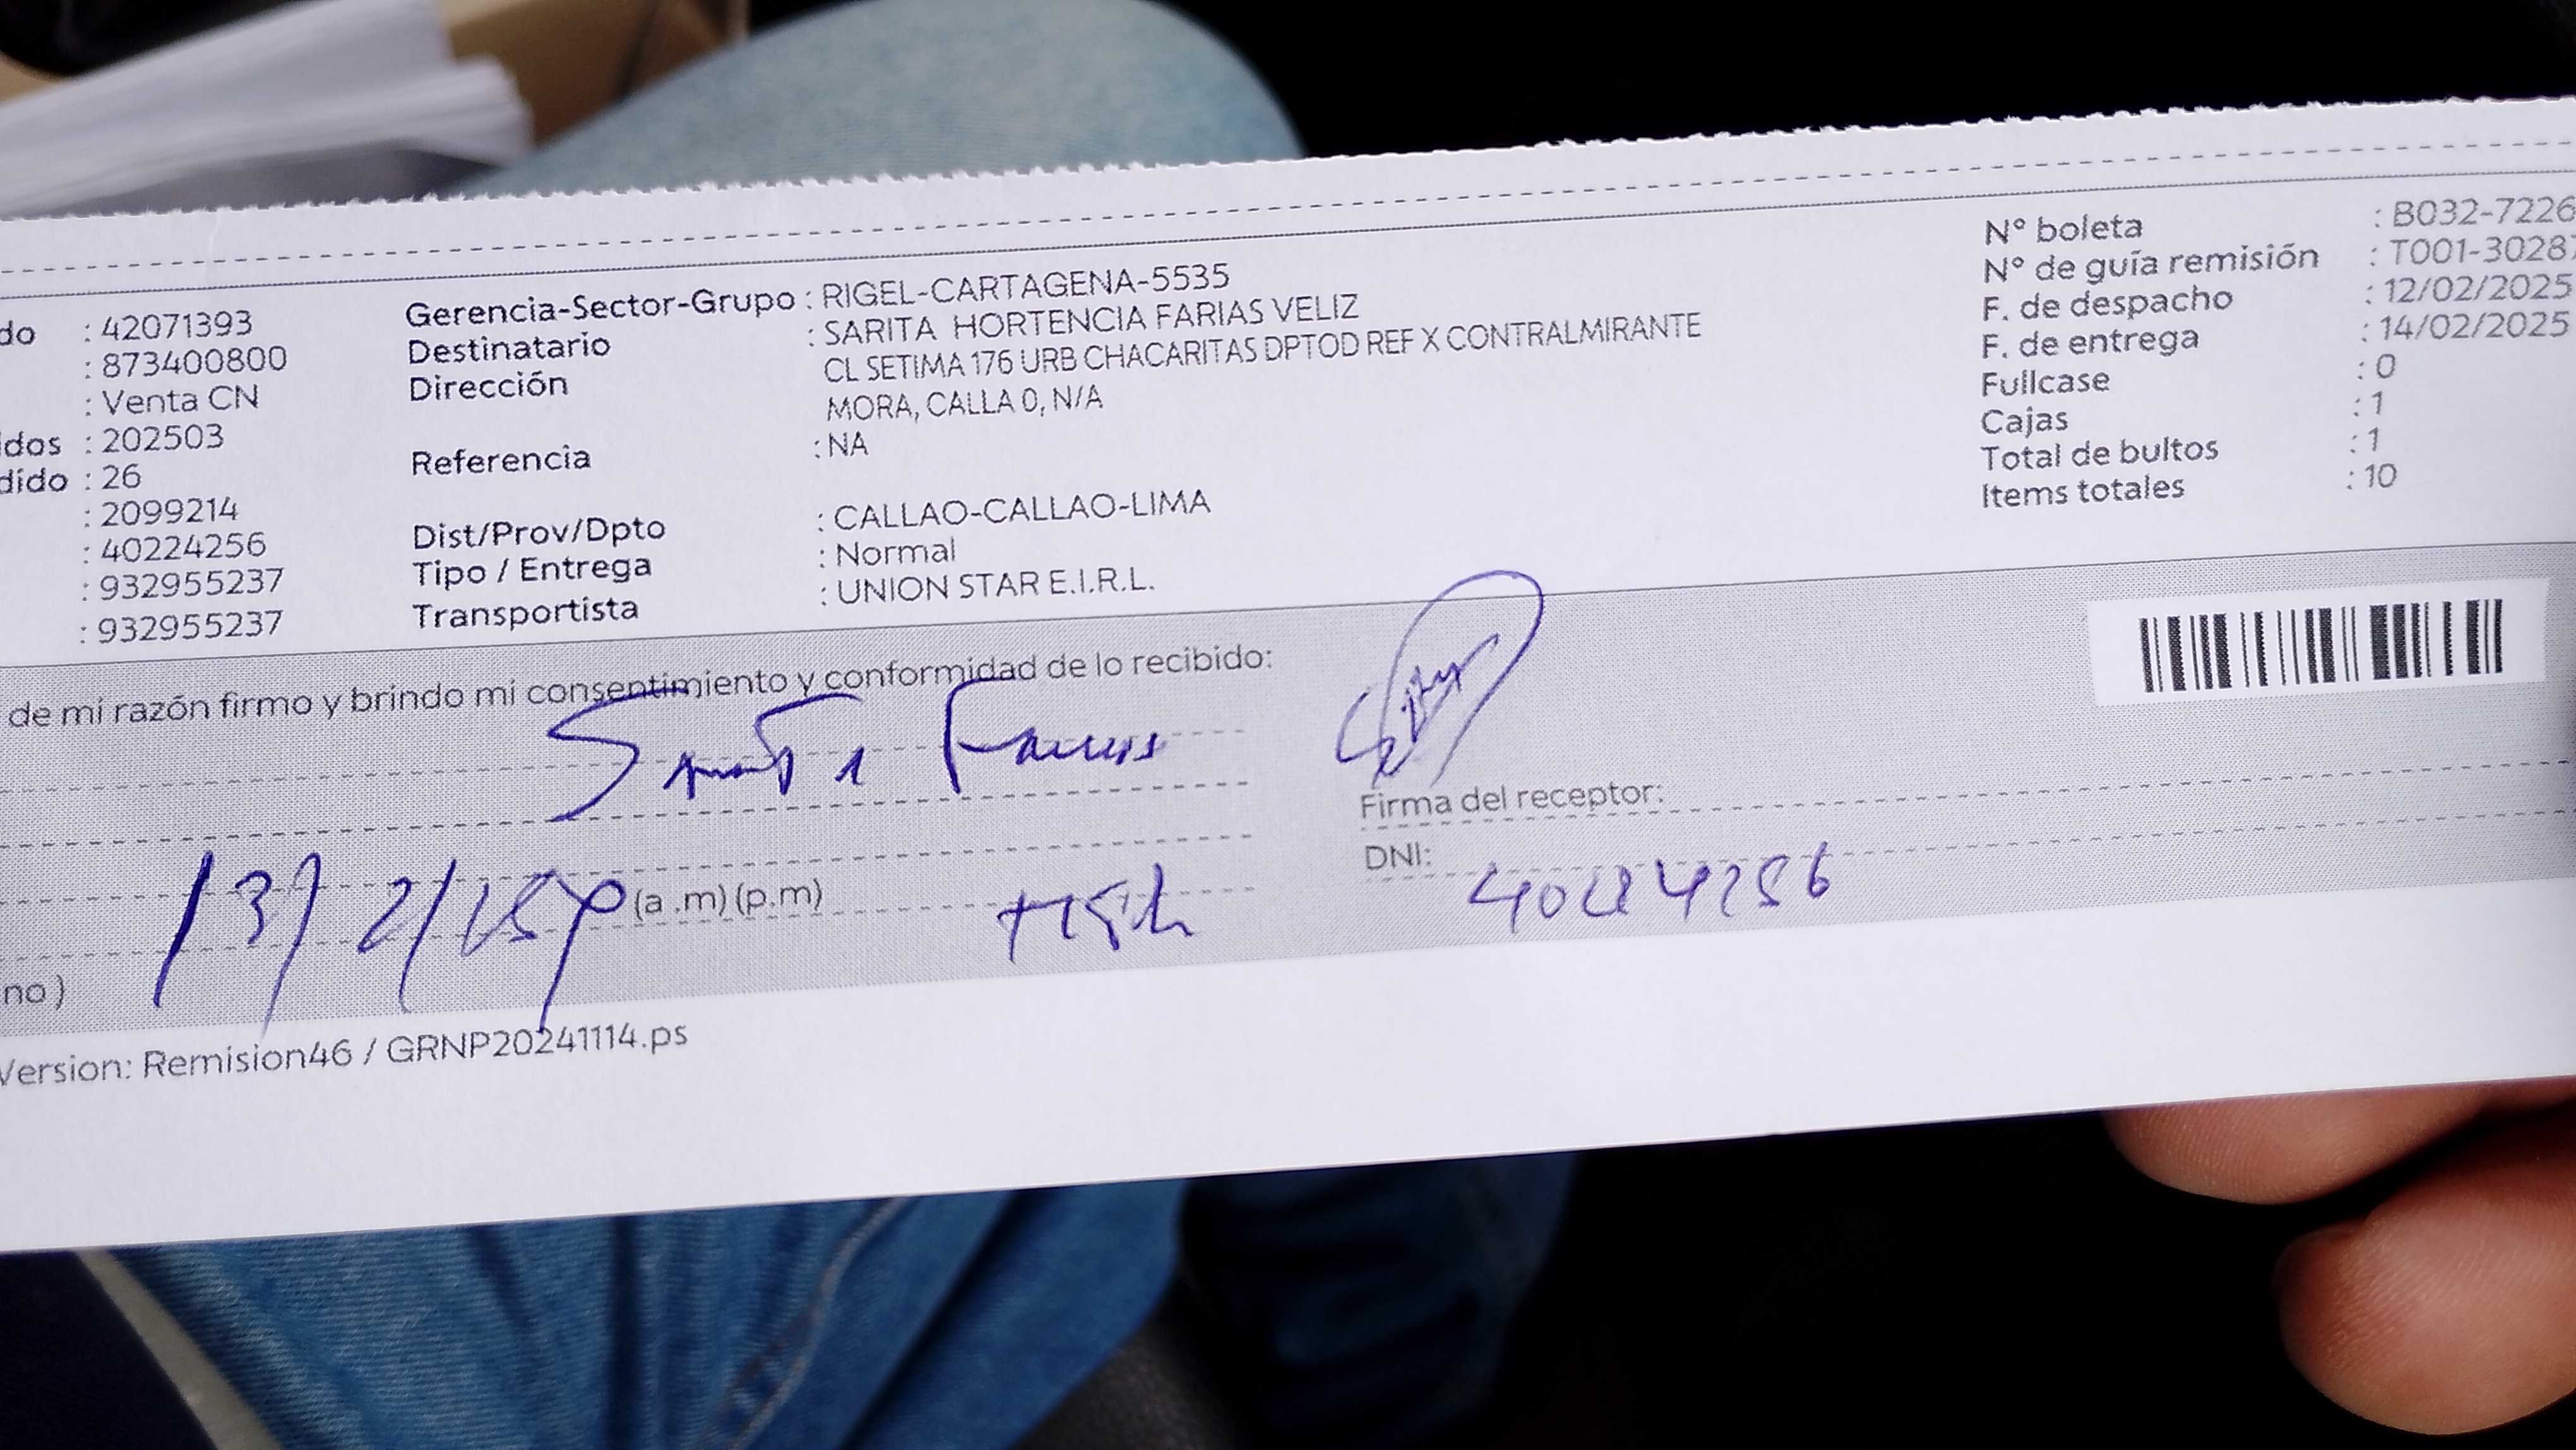 do : 42071393
: 873400800
: Venta CN
idos : 202503
dido : 26
: 2099214
: 40224256
: 932955237
: 932955237
Gerencia-Sector-Grupo : RIGEL-CARTAGENA-5535
Destinatario : SARITA HORTENCIA FARIAS VELIZ
Dirección CL SETIMA 176 URB CHACARITAS DPTOD REF X CONTRALMIRANTE
MORA, CALLA 0, N/A
Referencia : NA
Dist/Prov/Dpto : CALLAO-CALLAO-LIMA
Tipo / Entrega : Normal
Transportista : UNION STAR E.I.R.L.
N° boleta : B032-7226
N° de guía remisión : T001-30287
F. de despacho : 12/02/2025
F. de entrega : 14/02/2025
Fullcase : 0
Cajas : 1
Total de bultos : 1
Items totales : 10
de mi razón firmo y brindo mi consentimiento y conformidad de lo recibido:
Sarita Farias
Firma del receptor:
(a .m) (p.m)
DNI: 40224256
no )
Version: Remision46 / GRNP20241114.ps